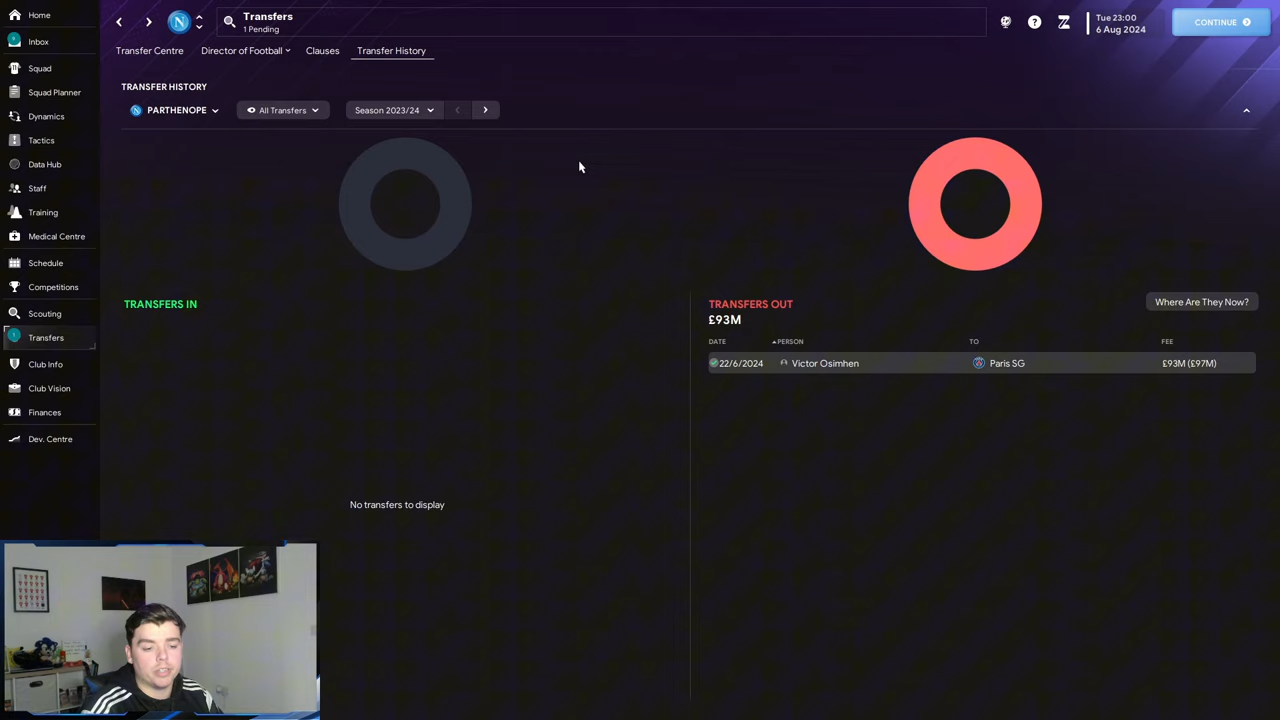 Home
Inbox
Squad
Squad Planner
Dynamics
Tactics
Data Hub
Staff
Training
Medical Centre
Schedule
Competitions
Scouting
Transfers
Club Info
Club Vision
Finances
Dev. Centre
Transfers
1 Pending
Tue 23:00
6 Aug 2024
CONTINUE
Transfer Centre
Director of Football
Clauses
Transfer History
TRANSFER HISTORY
PARTHENOPE
All Transfers
Season 2023/24
TRANSFERS IN
No transfers to display
TRANSFERS OUT
£93M
Where Are They Now?
DATE PERSON TO FEE
22/6/2024 Victor Osimhen Paris SG £93M (£97M)